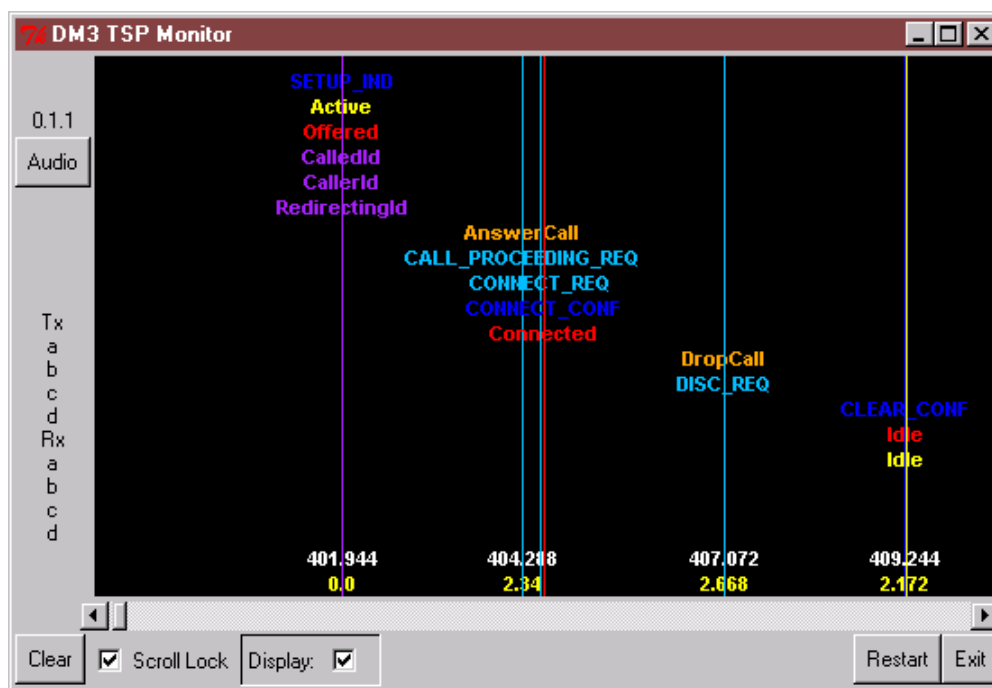 DM3 TSP Monitor
0.1.1
Audio
SETUP_IND
Active
Offered
CalledId
CallerId
RedirectingId
AnswerCall
CALL_PROCEEDING_REQ
CONNECT_REQ
CONNECT_CONF
Connected
DropCall
DISC_REQ
CLEAR_CONF
Idle
Idle
Tx
a
b
c
d
Rx
a
b
c
d
401.944 404.288 407.072 409.244
0.0 2.34 2.668 2.172
Clear Scroll Lock Display: Restart Exit